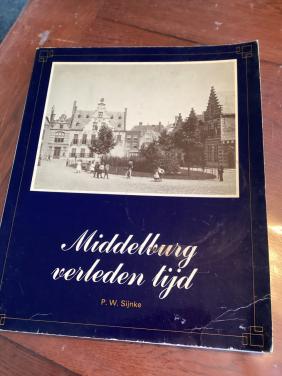 Middelburg
verleden tijd
P. W. Sijnke